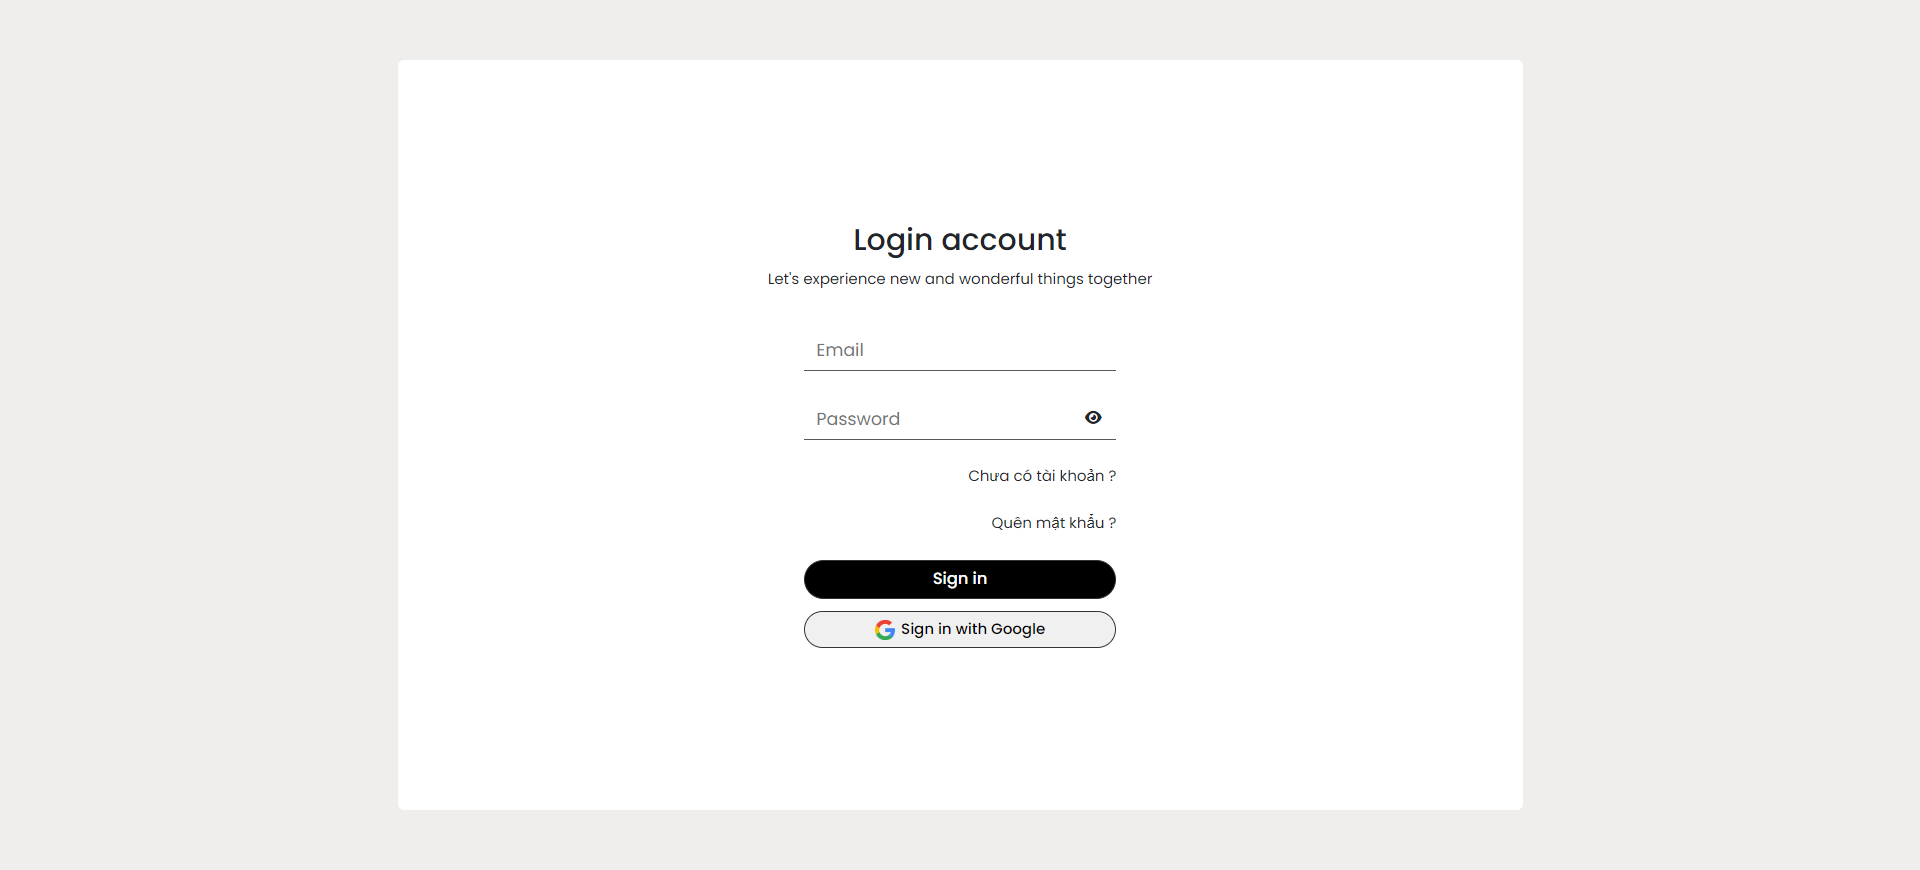 Login account
Let's experience new and wonderful things together
Email
Password
Chưa có tài khoản ?
Quên mật khẩu ?
Sign in
Sign in with Google